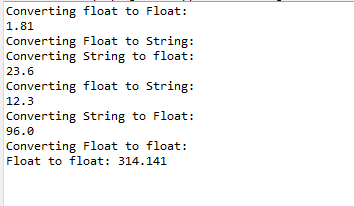 Converting float to Float:
1.81
Converting Float to String:
Converting String to float:
23.6
Converting float to String:
12.3
Converting String to Float:
96.0
Converting Float to float:
Float to float: 314.141